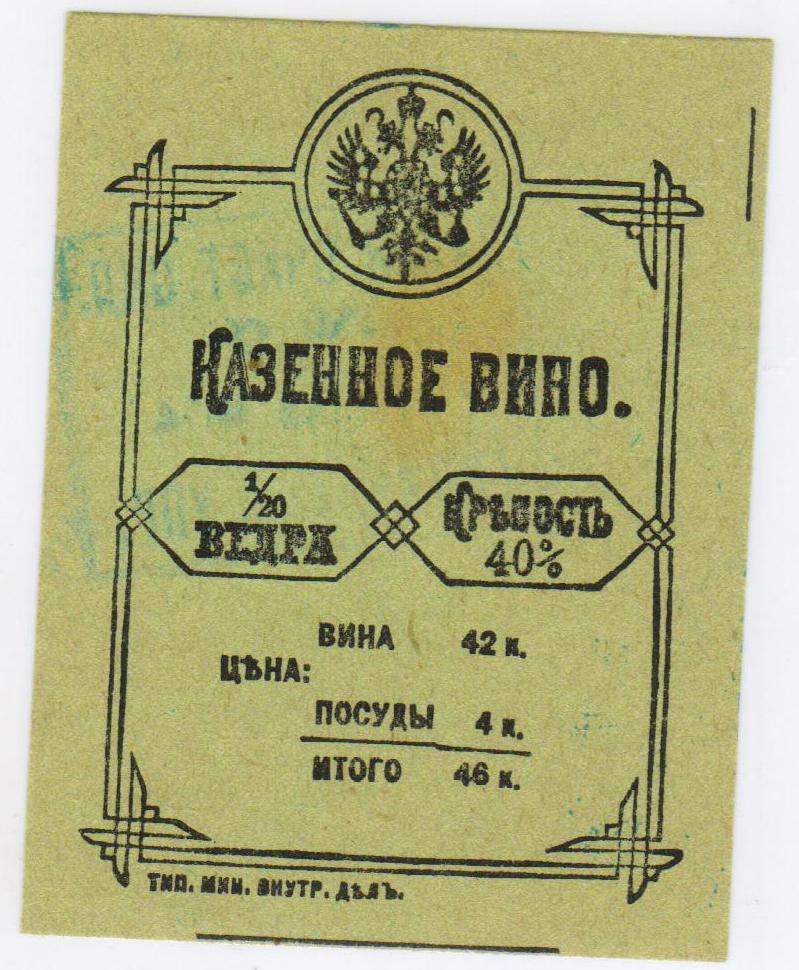 КАЗЕННОЕ ВИНО.
1/20
ВЕДРА
КРѢПОСТЬ
40%
ВИНА 42 к.
ЦѢНА:
ПОСУДЫ 4 к.
ИТОГО 46 к.
ТИП. МИН. ВНУТР. ДѢЛЪ.